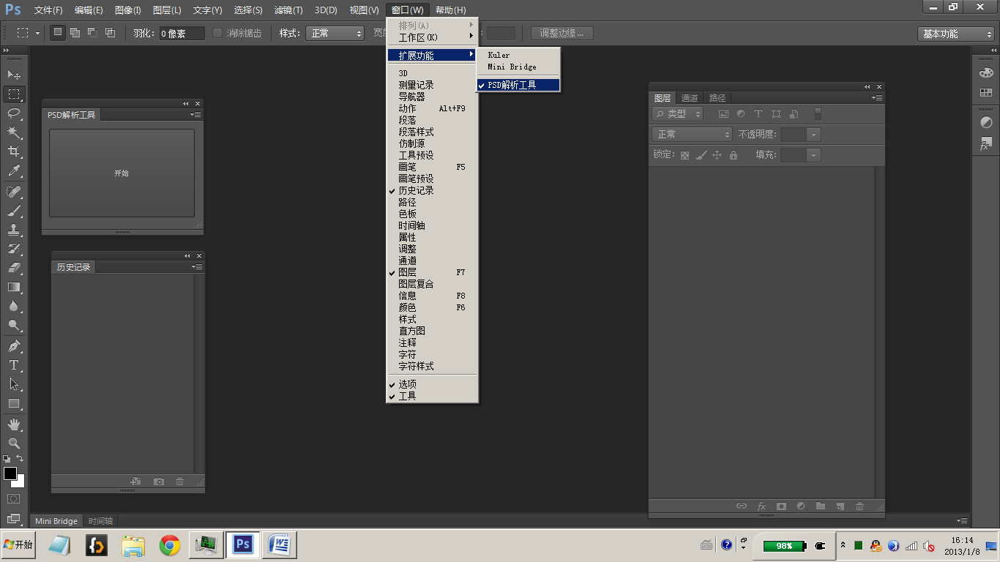 Ps 文件(F) 编辑(E) 图像(I) 图层(L) 文字(Y) 选择(S) 滤镜(T) 3D(D) 视图(V) 窗口(W) 帮助(H)
羽化: 0 像素 消除锯齿 样式: 正常 调整边缘... 基本功能
排列(A)
工作区(K)
扩展功能
Kuler
Mini Bridge
PSD解析工具
3D
测量记录
导航器
动作 Alt+F9
段落
段落样式
仿制源
工具预设
画笔 F5
画笔预设
历史记录
路径
色板
时间轴
属性
调整
通道
图层 F7
图层复合
信息 F8
颜色 F6
样式
直方图
注释
字符
字符样式
选项
工具
PSD解析工具
开始
历史记录
图层 通道 路径
类型
正常 不透明度:
锁定: 填充:
Mini Bridge 时间轴
开始
Ps
98%
16:14
2013/1/8